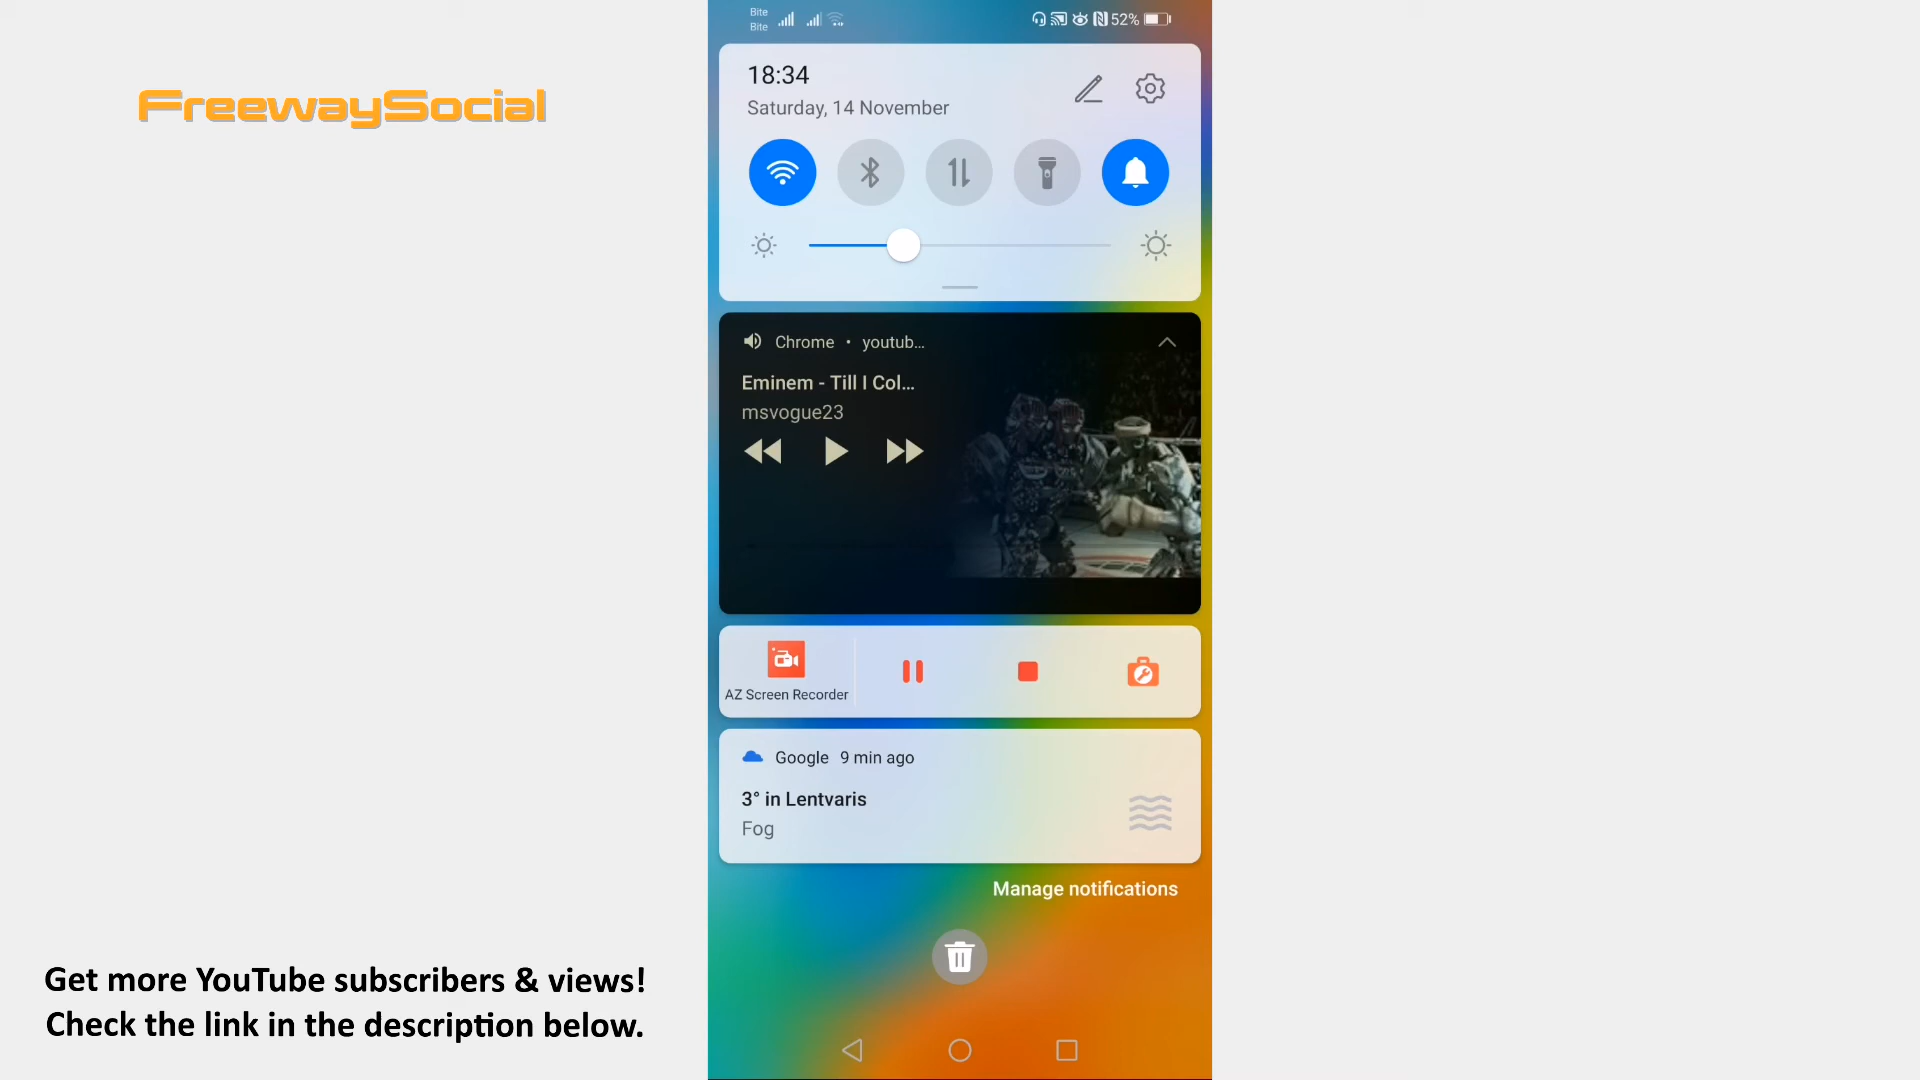 FreewaySocial
Bite
Bite
52%
18:34
Saturday, 14 November
Chrome • youtub...
Eminem - Till I Col...
msvogue23
AZ Screen Recorder
Google 9 min ago
3° in Lentvaris
Fog
Manage notifications
Get more YouTube subscribers & views!
Check the link in the description below.